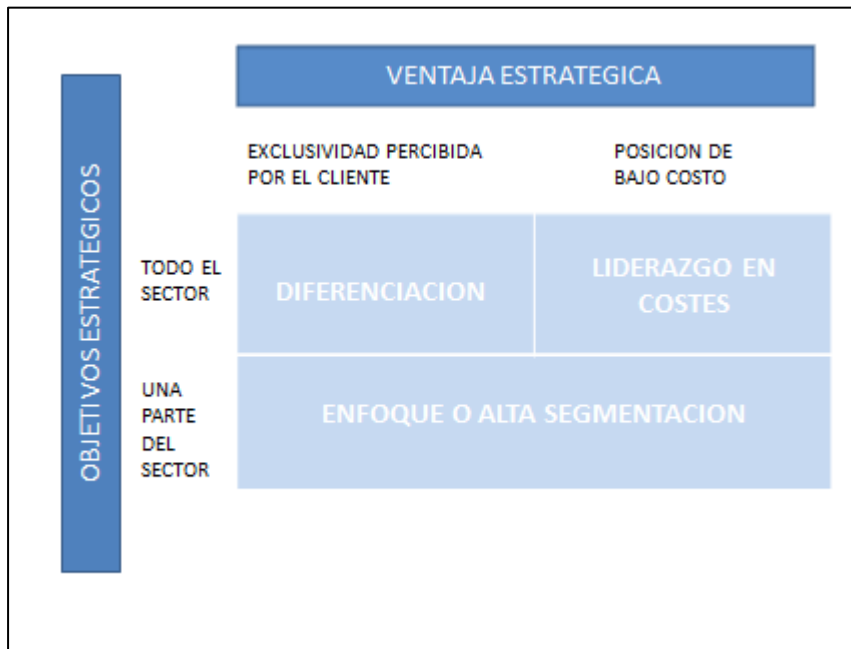 VENTAJA ESTRATEGICA
EXCLUSIVIDAD PERCIBIDA
POR EL CLIENTE
POSICION DE
BAJO COSTO
OBJETIVOS ESTRATEGICOS
TODO EL
SECTOR
DIFERENCIACION
LIDERAZGO EN
COSTES
UNA
PARTE
DEL
SECTOR
ENFOQUE O ALTA SEGMENTACION